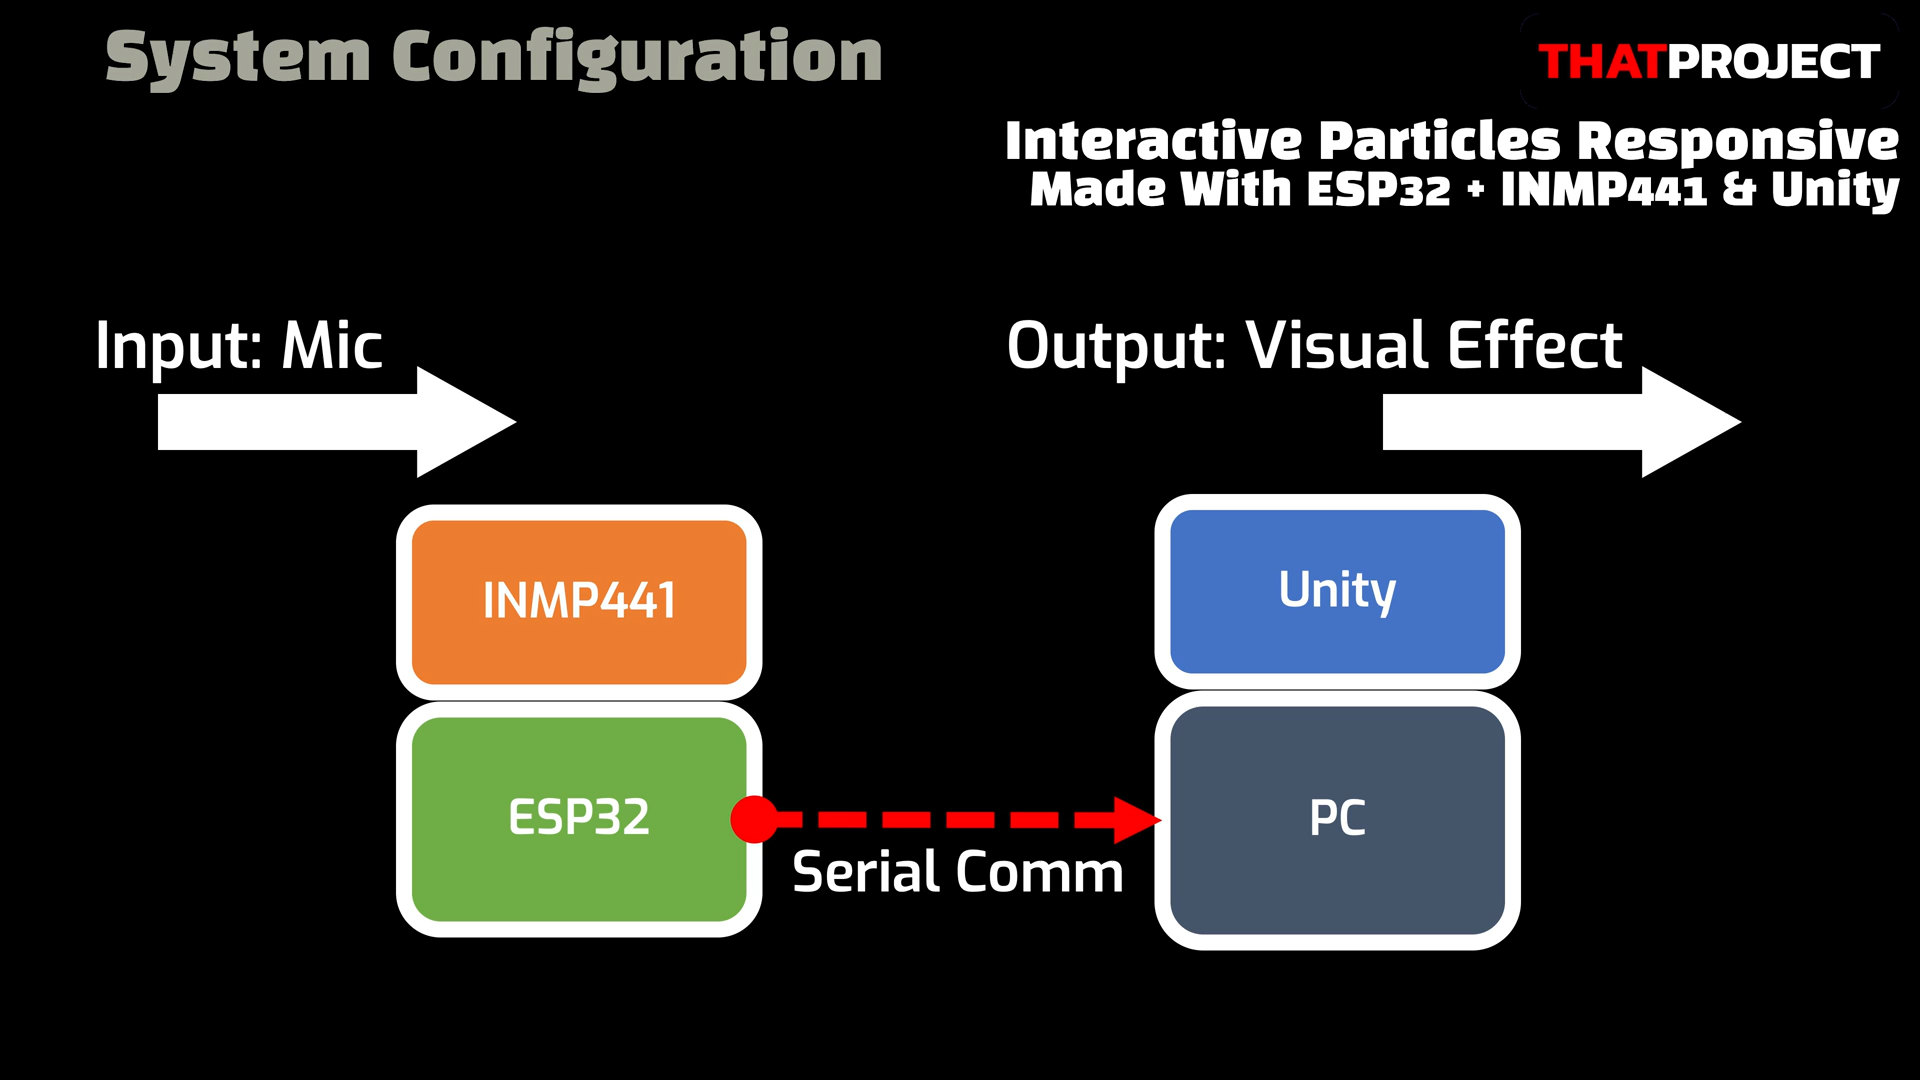 System Configuration
THATPROJECT
Interactive Particles Responsive
Made With ESP32 + INMP441 & Unity
Input: Mic
Output: Visual Effect
INMP441
Unity
ESP32
PC
Serial Comm